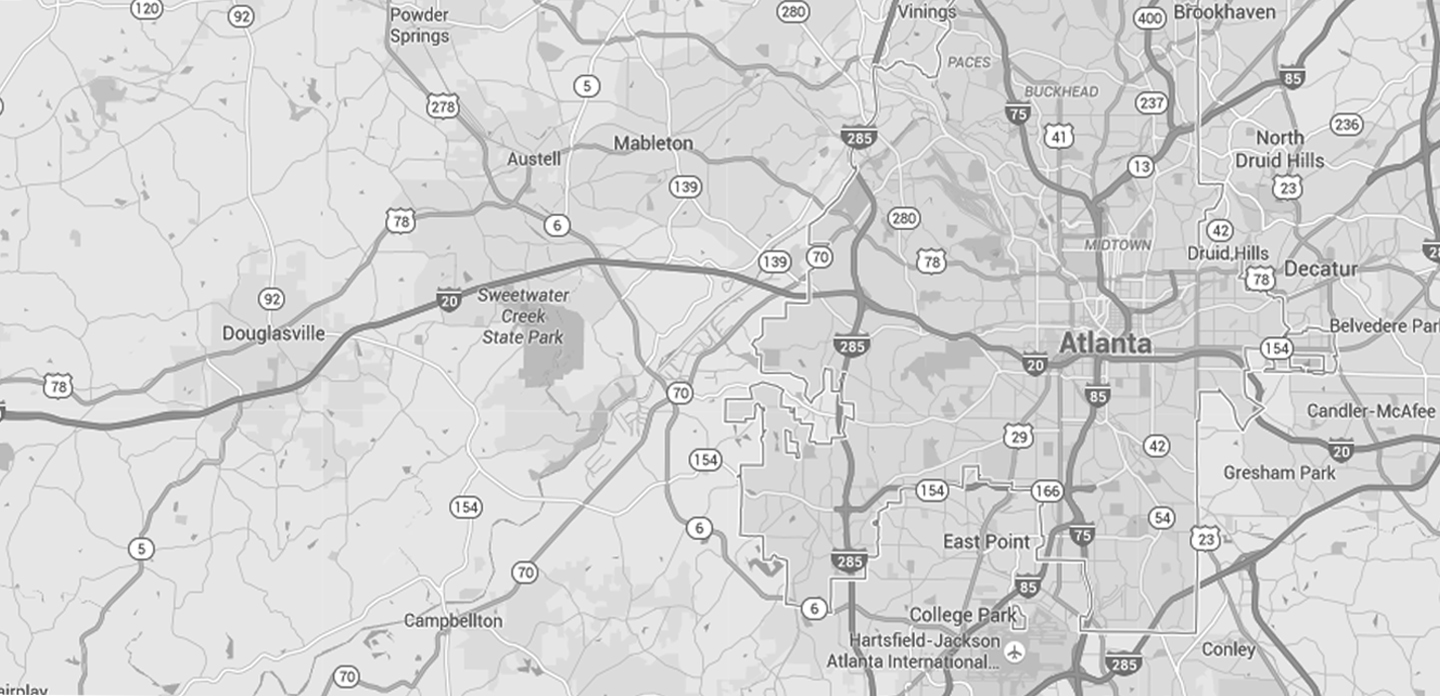 120
92
Powder
Springs
280
Vinings
400
Brookhaven
PACES
85
5
BUCKHEAD
278
75
237
236
285
41
Mableton
North
Druid Hills
Austell
13
139
23
78
6
280
42
MIDTOWN
Druid Hills
139
70
78
Decatur
78
92
20
Sweetwater
Creek
State Park
Douglasville
Belvedere Par
285
Atlanta
154
20
78
70
85
Candler-McAfee
29
42
20
154
Gresham Park
154
166
154
54
6
75
23
5
East Point
285
70
85
6
College Park
Campbellton
Hartsfield-Jackson
Atlanta International...
Conley
285
70
airplay